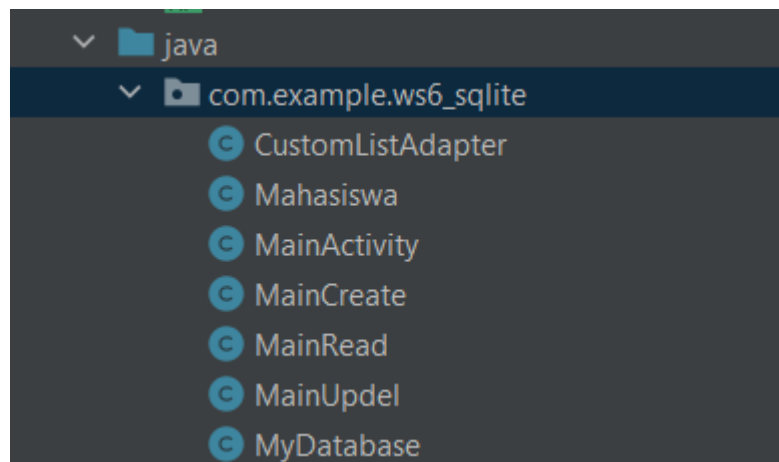 java
com.example.ws6_sqlite
C CustomListAdapter
C Mahasiswa
C MainActivity
C MainCreate
C MainRead
C MainUpdel
C MyDatabase